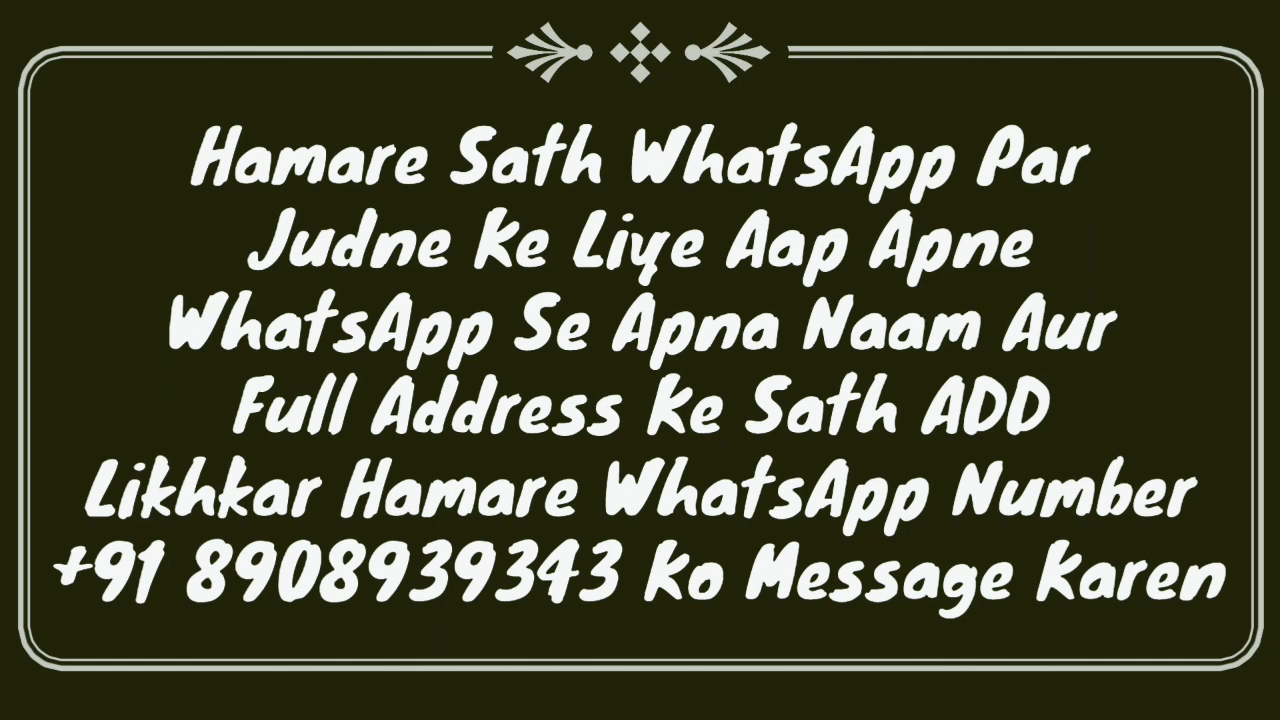 Hamare Sath WhatsApp Par
Judne Ke Liye Aap Apne
WhatsApp Se Apna Naam Aur
Full Address Ke Sath ADD
Likhkar Hamare WhatsApp Number
+91 8908939343 Ko Message Karen